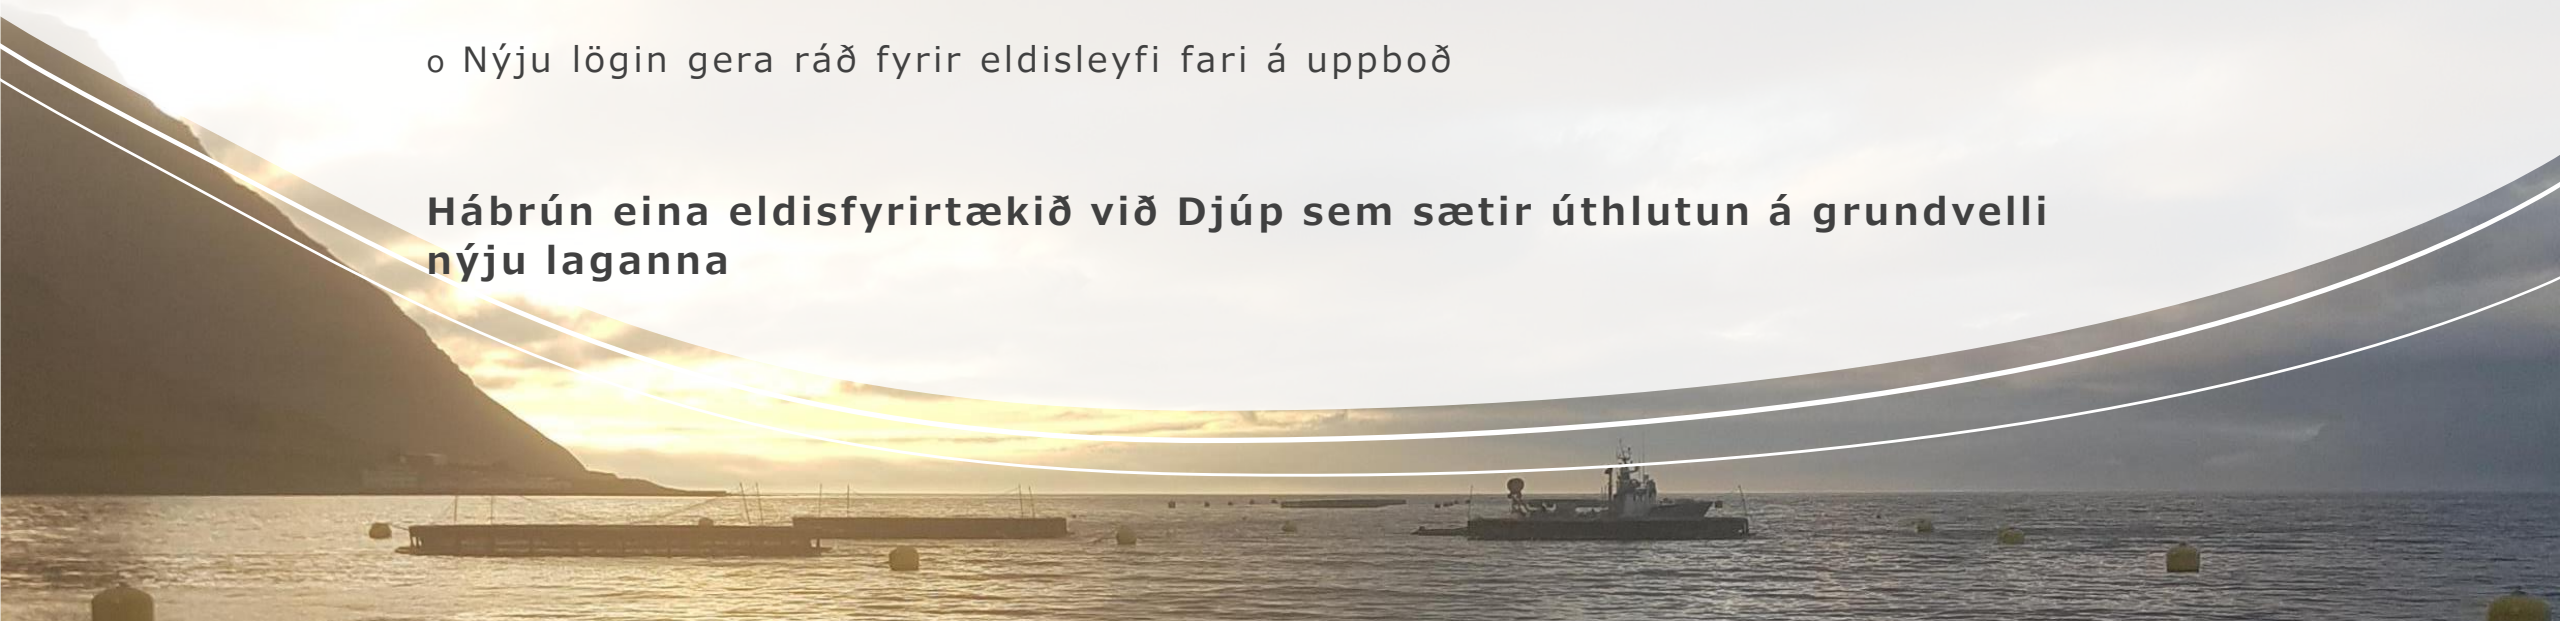 o Nýju lögin gera ráð fyrir eldisleyfi fari á uppboð
Hábrún eina eldisfyrirtækið við Djúp sem sætir úthlutun á grundvelli
nýju laganna